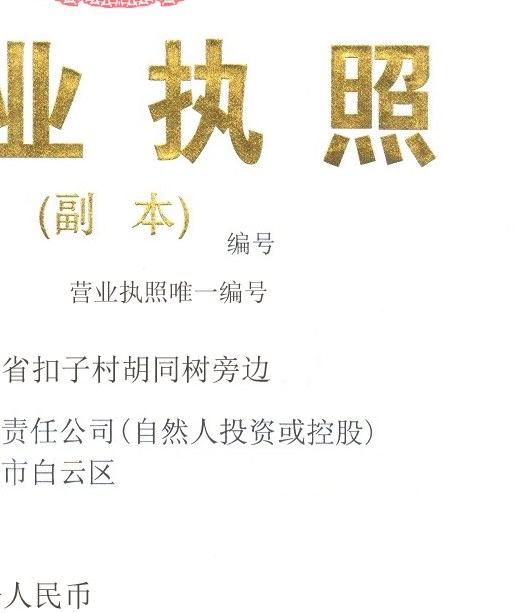 业执照
(副 本)
编号
营业执照唯一编号
省扣子村胡同树旁边
责任公司(自然人投资或控股)
市白云区
人民币